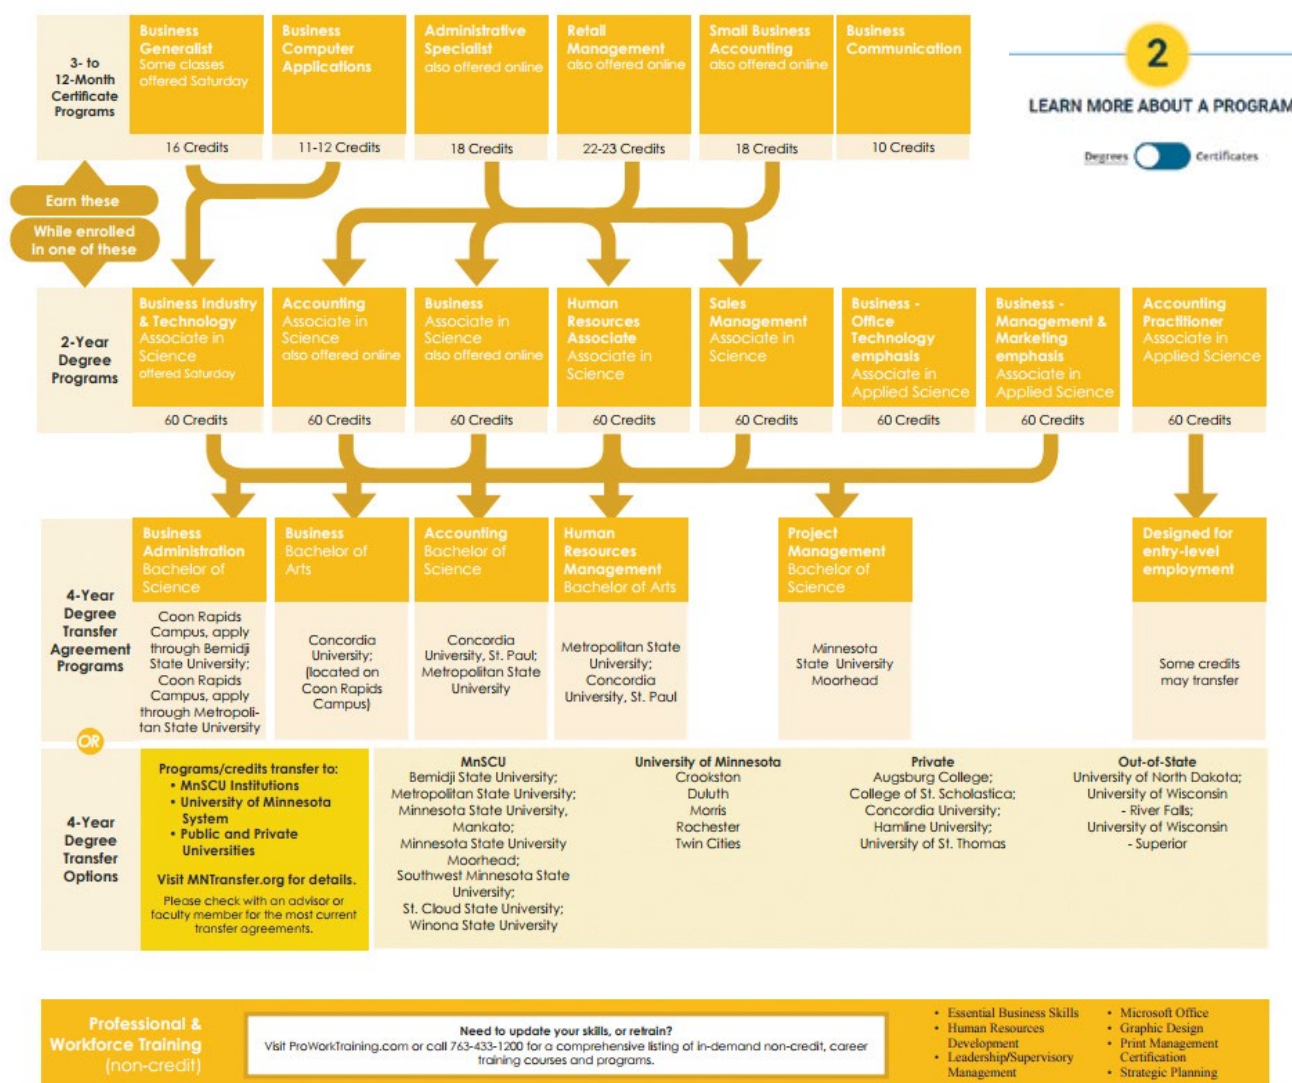 3- to
12-Month
Certificate
Programs
Business
Generalist
Some classes
offered Saturday
16 Credits
Business
Computer
Applications
11-12 Credits
Administrative
Specialist
also offered online
18 Credits
Retail
Management
also offered online
22-23 Credits
Small Business
Accounting
also offered online
18 Credits
Business
Communication
10 Credits
2
LEARN MORE ABOUT A PROGRAM
Degrees
Certificates
Earn these
While enrolled
in one of these
2-Year
Degree
Programs
Business Industry
& Technology
Associate in
Science
offered Saturday
60 Credits
Accounting
Associate in
Science
also offered online
60 Credits
Business
Associate in
Science
also offered online
60 Credits
Human
Resources
Associate
Associate in
Science
60 Credits
Sales
Management
Associate in
Science
60 Credits
Business -
Office
Technology
emphasis
Associate in
Applied Science
60 Credits
Business -
Management &
Marketing
emphasis
Associate in
Applied Science
60 Credits
Accounting
Practitioner
Associate in
Applied Science
60 Credits
4-Year
Degree
Transfer
Agreement
Programs
Business
Administration
Bachelor of
Science
Coon Rapids
Campus, apply
through Bemidji
State University;
Coon Rapids
Campus, apply
through Metropoli-
tan State University
Business
Bachelor of
Arts
Concordia
University;
(located on
Coon Rapids
Campus)
Accounting
Bachelor of
Science
Concordia
University, St. Paul;
Metropolitan State
University
Human
Resources
Management
Bachelor of Arts
Metropolitan State
University;
Concordia
University, St. Paul
Project
Management
Bachelor of
Science
Minnesota
State University
Moorhead
Designed for
entry-level
employment
Some credits
may transfer
OR
4-Year
Degree
Transfer
Options
Programs/credits transfer to:
• MnSCU Institutions
• University of Minnesota
System
• Public and Private
Universities
Visit MNTransfer.org for details.
Please check with an advisor or
faculty member for the most current
transfer agreements.
MnSCU
Bemidji State University;
Metropolitan State University;
Minnesota State University,
Mankato;
Minnesota State University
Moorhead;
Southwest Minnesota State
University;
St. Cloud State University;
Winona State University
University of Minnesota
Crookston
Duluth
Morris
Rochester
Twin Cities
Private
Augsburg College;
College of St. Scholastica;
Concordia University;
Hamline University;
University of St. Thomas
Out-of-State
University of North Dakota;
University of Wisconsin
- River Falls;
University of Wisconsin
- Superior
Professional &
Workforce Training
(non-credit)
Need to update your skills, or retrain?
Visit ProWorkTraining.com or call 763-433-1200 for a comprehensive listing of in-demand non-credit, career
training courses and programs.
• Essential Business Skills
• Human Resources
Development
• Leadership/Supervisory
Management
• Microsoft Office
• Graphic Design
• Print Management
Certification
• Strategic Planning